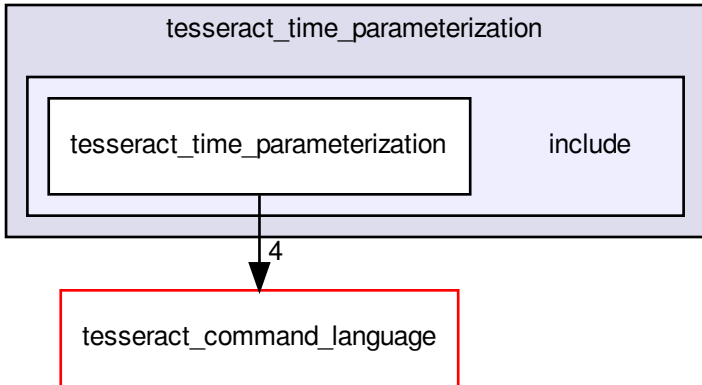 tesseract_time_parameterization
tesseract_time_parameterization
include
4
tesseract_command_language